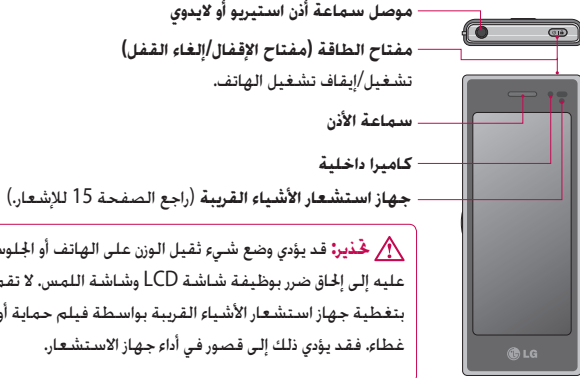 موصل سماعة أذن استيريو أو لايدوي
مفتاح الطاقة (مفتاح الإقفال/إلغاء القفل)
تشغيل/إيقاف تشغيل الهاتف.
سماعة الأذن
كاميرا داخلية
جهاز استشعار الأشياء القريبة (راجع الصفحة 15 للإشعار.)
تحذير: قد يؤدي وضع شيء ثقيل الوزن على الهاتف أو الجلوس
عليه إلى إلحاق ضرر بوظيفة شاشة LCD وشاشة اللمس. لا تقم
بتغطية جهاز استشعار الأشياء القريبة بواسطة فيلم حماية أو
غطاء. فقد يؤدي ذلك إلى قصور في أداء جهاز الاستشعار.
LG